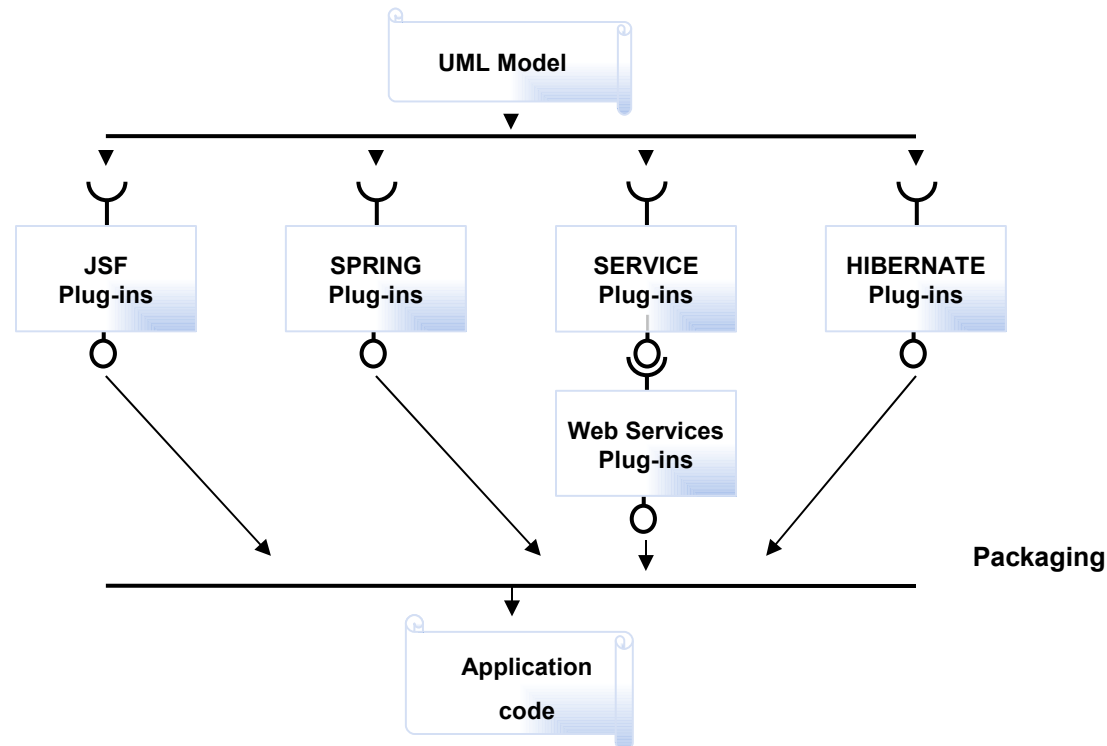 UML Model
JSF
Plug-ins
SPRING
Plug-ins
SERVICE
Plug-ins
HIBERNATE
Plug-ins
Web Services
Plug-ins
Packaging
Application
code